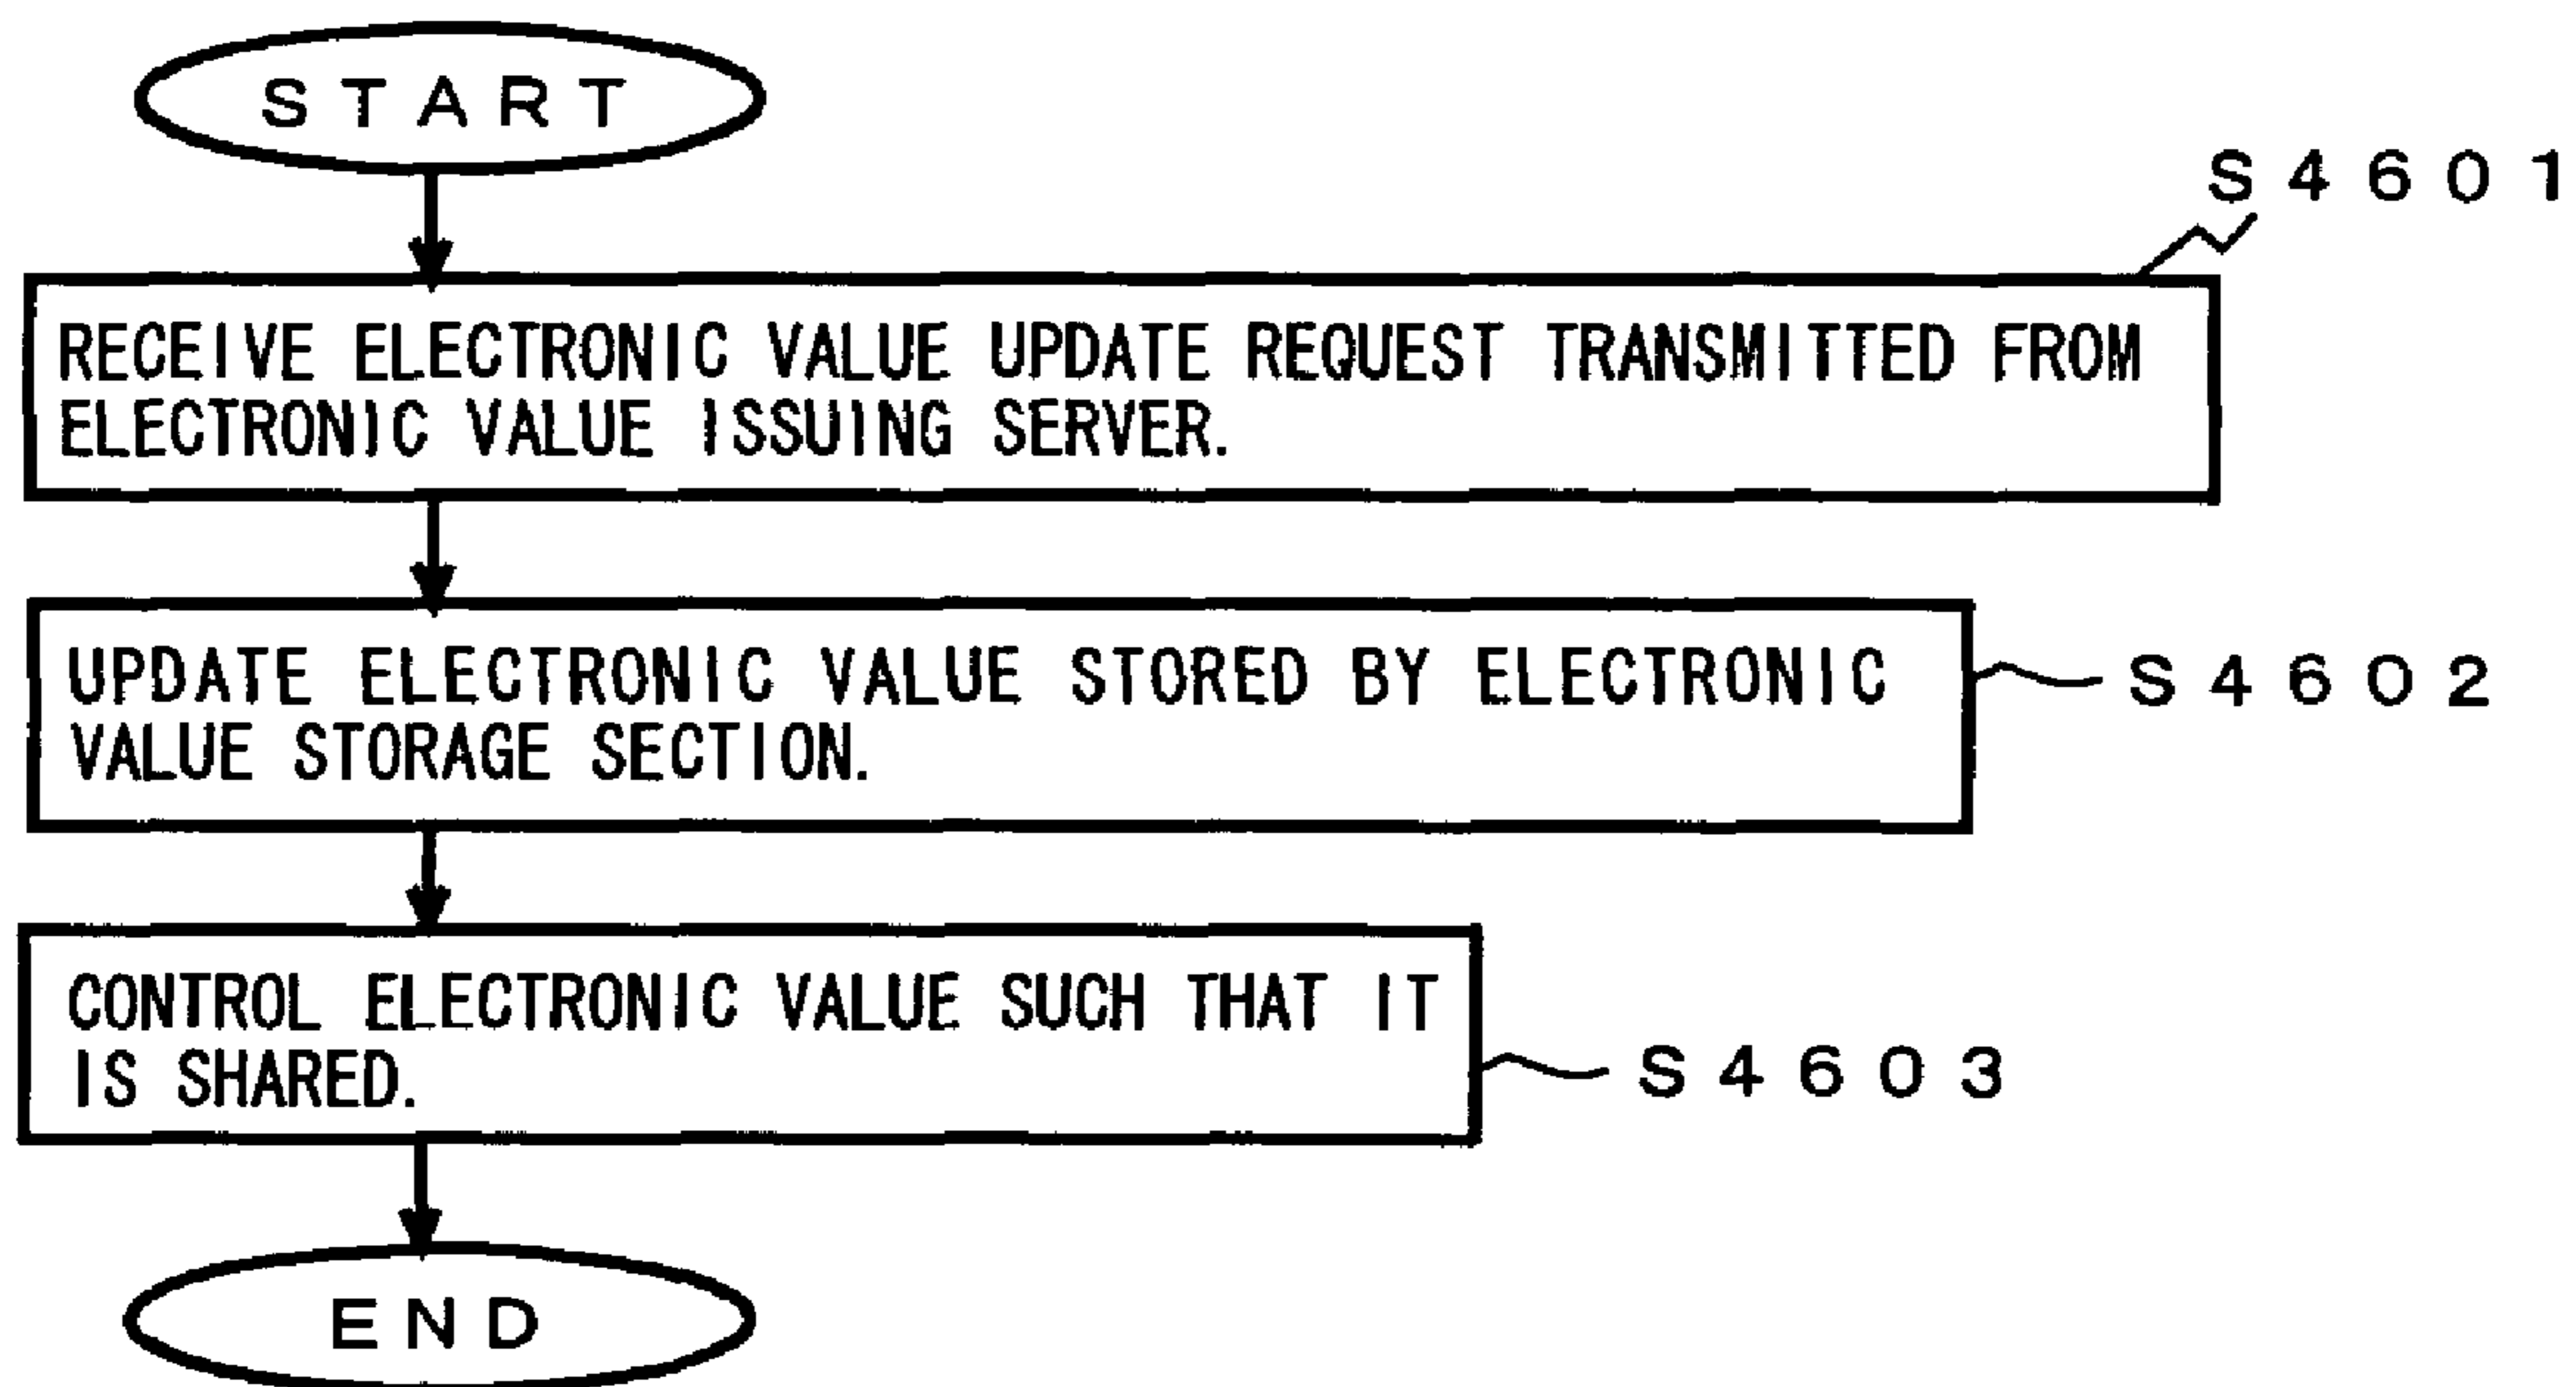 START
S4601
RECEIVE ELECTRONIC VALUE UPDATE REQUEST TRANSMITTED FROM
ELECTRONIC VALUE ISSUING SERVER.
UPDATE ELECTRONIC VALUE STORED BY ELECTRONIC
VALUE STORAGE SECTION.
S4602
CONTROL ELECTRONIC VALUE SUCH THAT IT
IS SHARED.
S4603
END